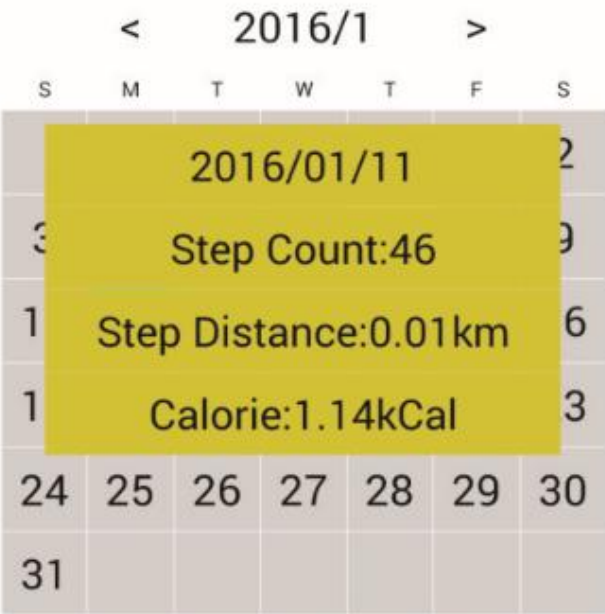 < 2016/1 >
S M T W T F S
2
2016/01/11
3 9
Step Count:46
1 6
Step Distance:0.01km
1 3
Calorie:1.14kCal
24 25 26 27 28 29 30
31